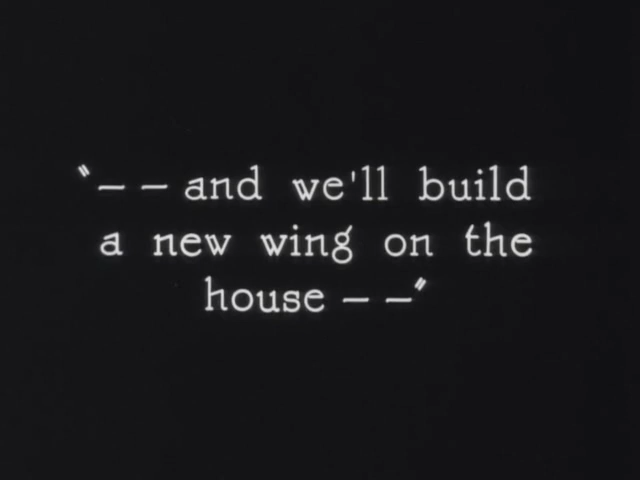 "— — and we'll build
a new wing on the
house — —"